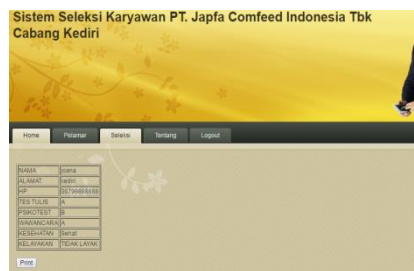 Sistem Seleksi Karyawan PT. Japfa Comfeed Indonesia Tbk
Cabang Kediri
Home Pelamar Seleksi Tentang Logout
NAMA
ALAMAT kediri
HP
TES TULIS A
PSIKOTEST B
WAWANCARA A
KESEHATAN Sehat
KELAYAKAN TIDAK LAYAK
Print